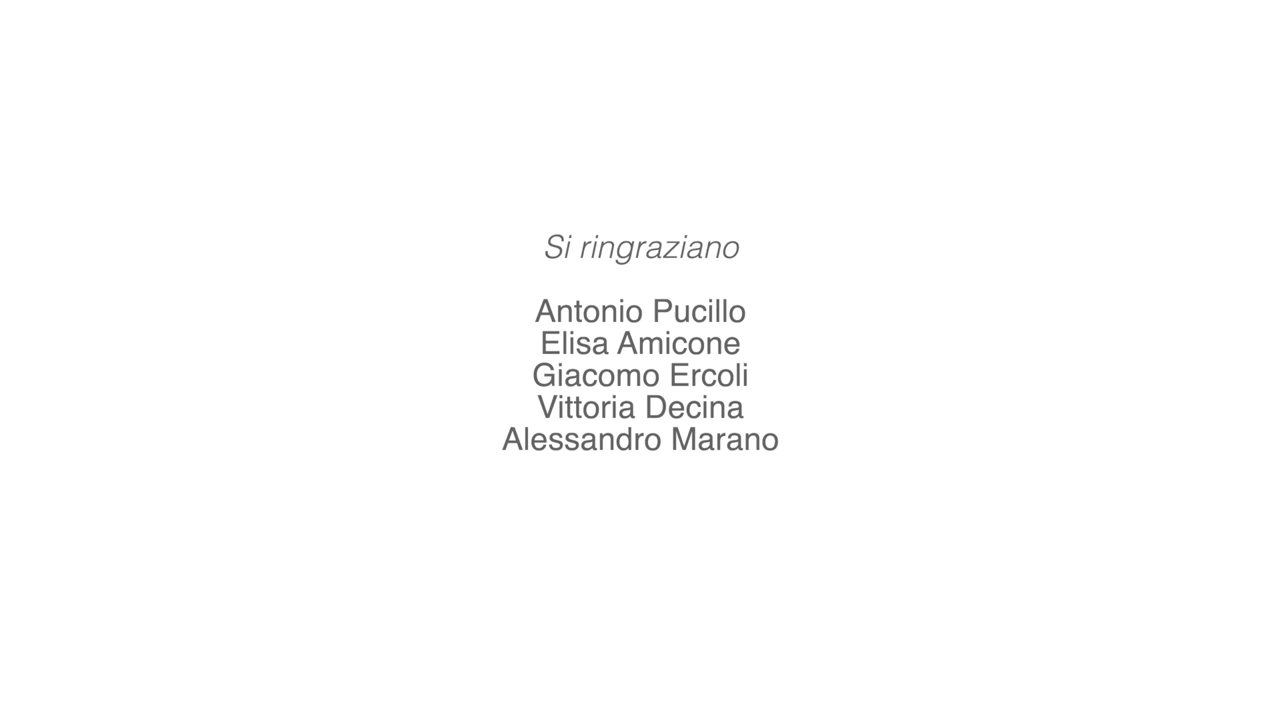 Si ringraziano
Antonio Pucillo
Elisa Amicone
Giacomo Ercoli
Vittoria Decina
Alessandro Marano